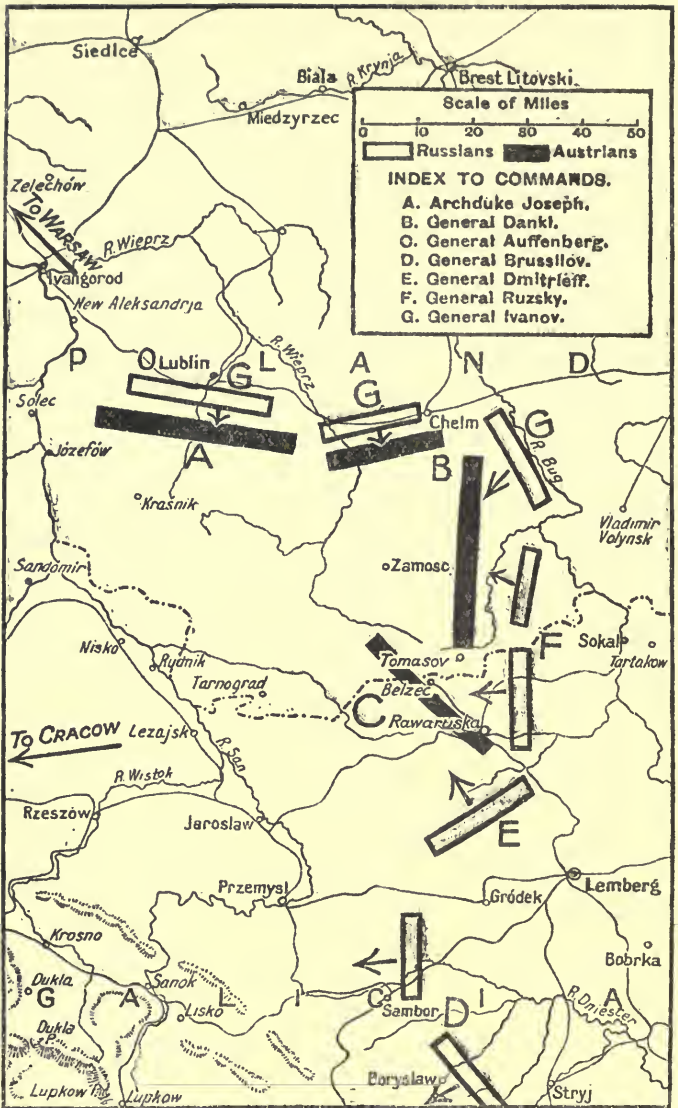 Siedlce
Biala
R. Krynja
Brest Litovski.
Miedzyrzec
Scale of Miles
0 10 20 30 40 50
Russians Austrians
INDEX TO COMMANDS.
A. Archduke Joseph.
B. General Dankl.
O. General Auffenberg.
D. General Brussilov.
E. General Dmitrieff.
F. General Ruzsky.
G. General Ivanov.
Zelechów
TO WARSAW
R. Wieprz
Ivangorod
New Aleksandrja
R. Wieprz
P O L A N D
Lublin
G
G
Solec
Chelm
G
R. Bug
Józefów
A
B
Kraśnik
Vladimir
Volynsk
Zamosc
Sandomir
Nisko
Rudnik
Tomasov
F
Sokal
Tartakow
Tarnograd
Belzec
C
Rawaruska
TO CRACOW
Lezajsk
R. San
R. Wistok
Rzeszów
Jaroslaw
E
Przemysl
Gródek
Lemberg
Krosno
Bobrka
Dukla
Sanok
G A L I C I A
Lisko
Sambor
R. Dniester
D
Dukla
P.
Boryslaw
Lupkow P.
Lupkow
Stryj